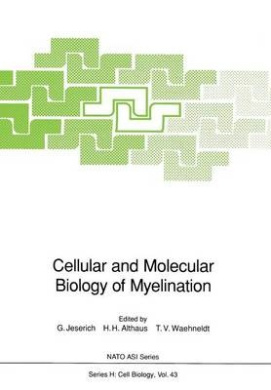 Cellular and Molecular
Biology of Myelination
Edited by
G. Jeserich H. H. Althaus T. V. Waehneldt
NATO ASI Series
Series H: Cell Biology, Vol. 43